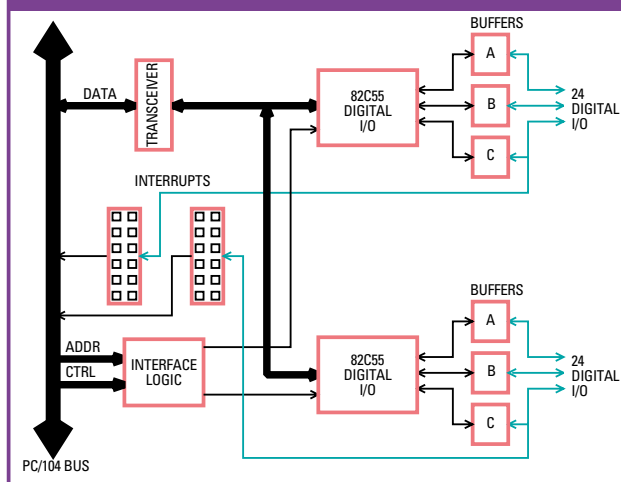 BUFFERS
A
DATA
TRANSCEIVER
82C55
DIGITAL
I/O
B
24
DIGITAL
I/O
C
INTERRUPTS
BUFFERS
A
ADDR
INTERFACE
LOGIC
CTRL
82C55
DIGITAL
I/O
B
24
DIGITAL
I/O
C
PC/104 BUS